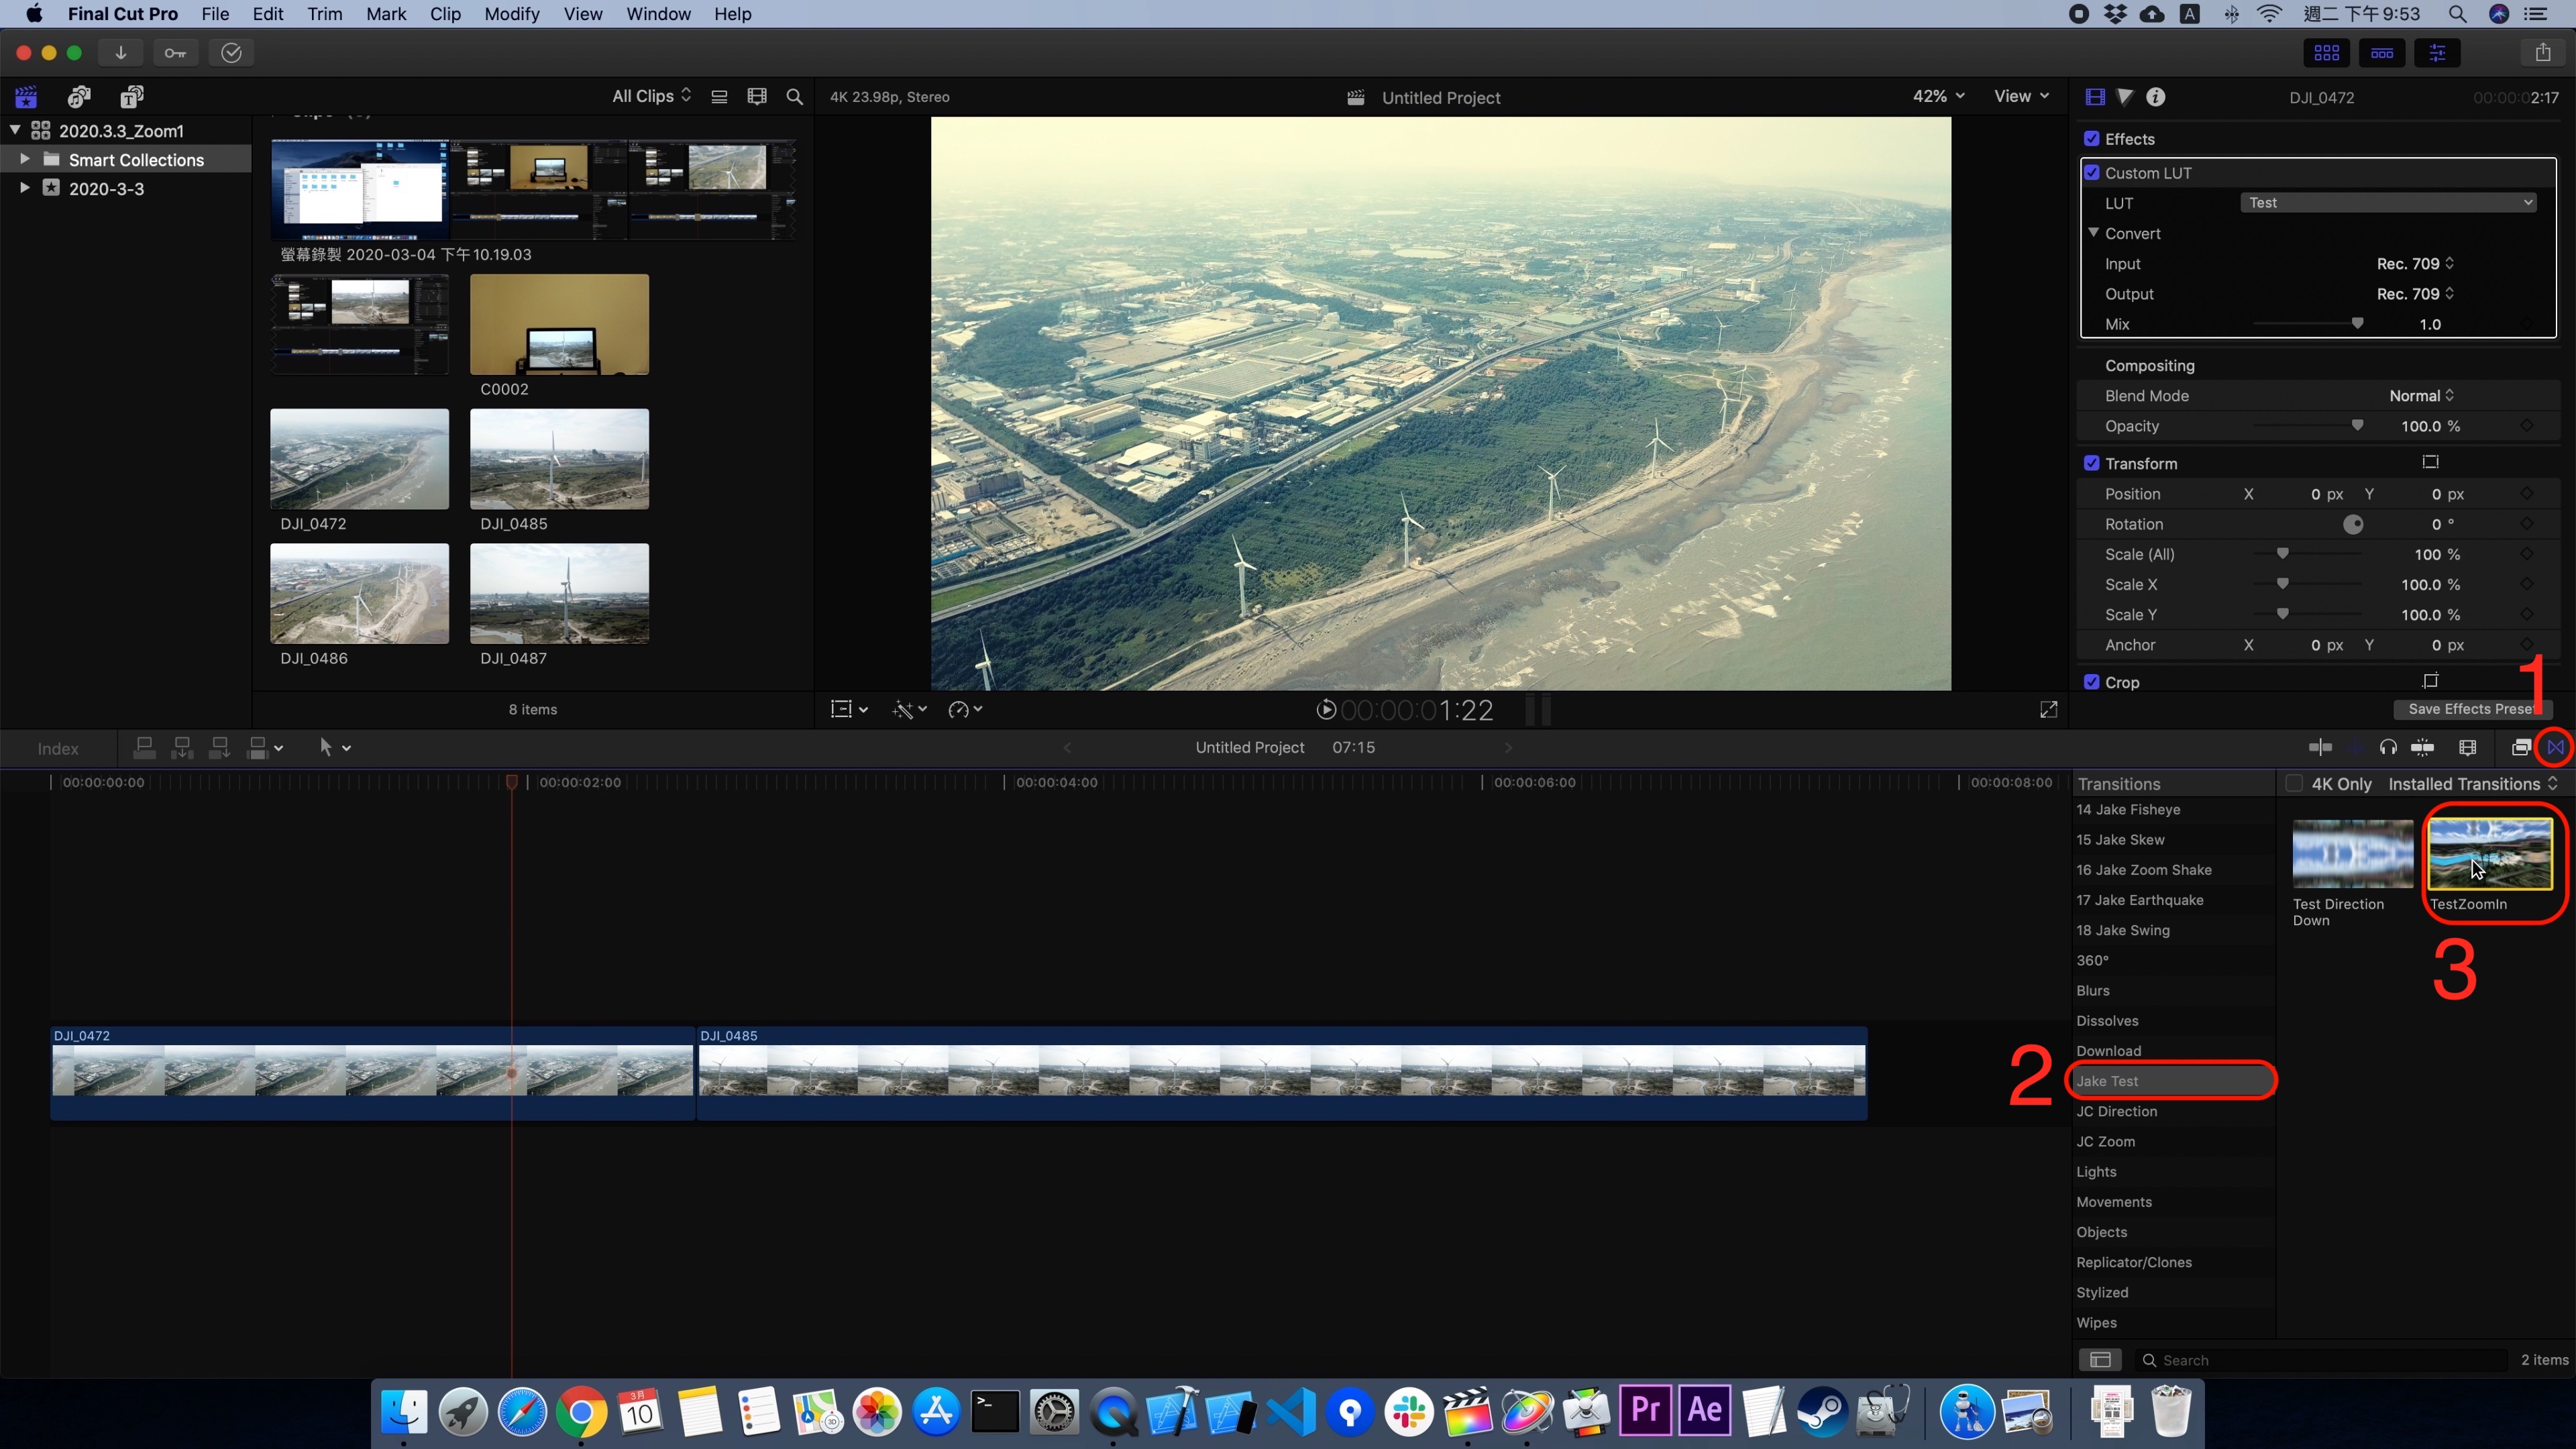 Final Cut Pro File Edit Trim Mark Clip Modify View Window Help
A 週二 下午 9:53
All Clips
4K 23.98p, Stereo
Untitled Project
42% View
DJI_0472
00:00:02:17
2020.3.3_Zoom1
Smart Collections
2020-3-3
螢幕錄製 2020-03-04 下午10.19.03
C0002
DJI_0472
DJI_0485
DJI_0486
DJI_0487
8 items
00:00:01:22
Effects
Custom LUT
LUT Test
Convert
Input Rec. 709
Output Rec. 709
Mix 1.0
Compositing
Blend Mode Normal
Opacity 100.0 %
Transform
Position X 0 px Y 0 px
Rotation 0 °
Scale (All) 100 %
Scale X 100.0 %
Scale Y 100.0 %
Anchor X 0 px Y 0 px
Crop
Save Effects Preset
1
Index
Untitled Project 07:15
00:00:00:00
00:00:02:00
00:00:04:00
00:00:06:00
00:00:08:00
DJI_0472
DJI_0485
Transitions
4K Only Installed Transitions
14 Jake Fisheye
15 Jake Skew
16 Jake Zoom Shake
17 Jake Earthquake
18 Jake Swing
360°
Blurs
Dissolves
Download
Jake Test
JC Direction
JC Zoom
Lights
Movements
Objects
Replicator/Clones
Stylized
Wipes
2
Test Direction
Down
TestZoomIn
3
Search
2 items
3月
10
3D
Pr
Ae